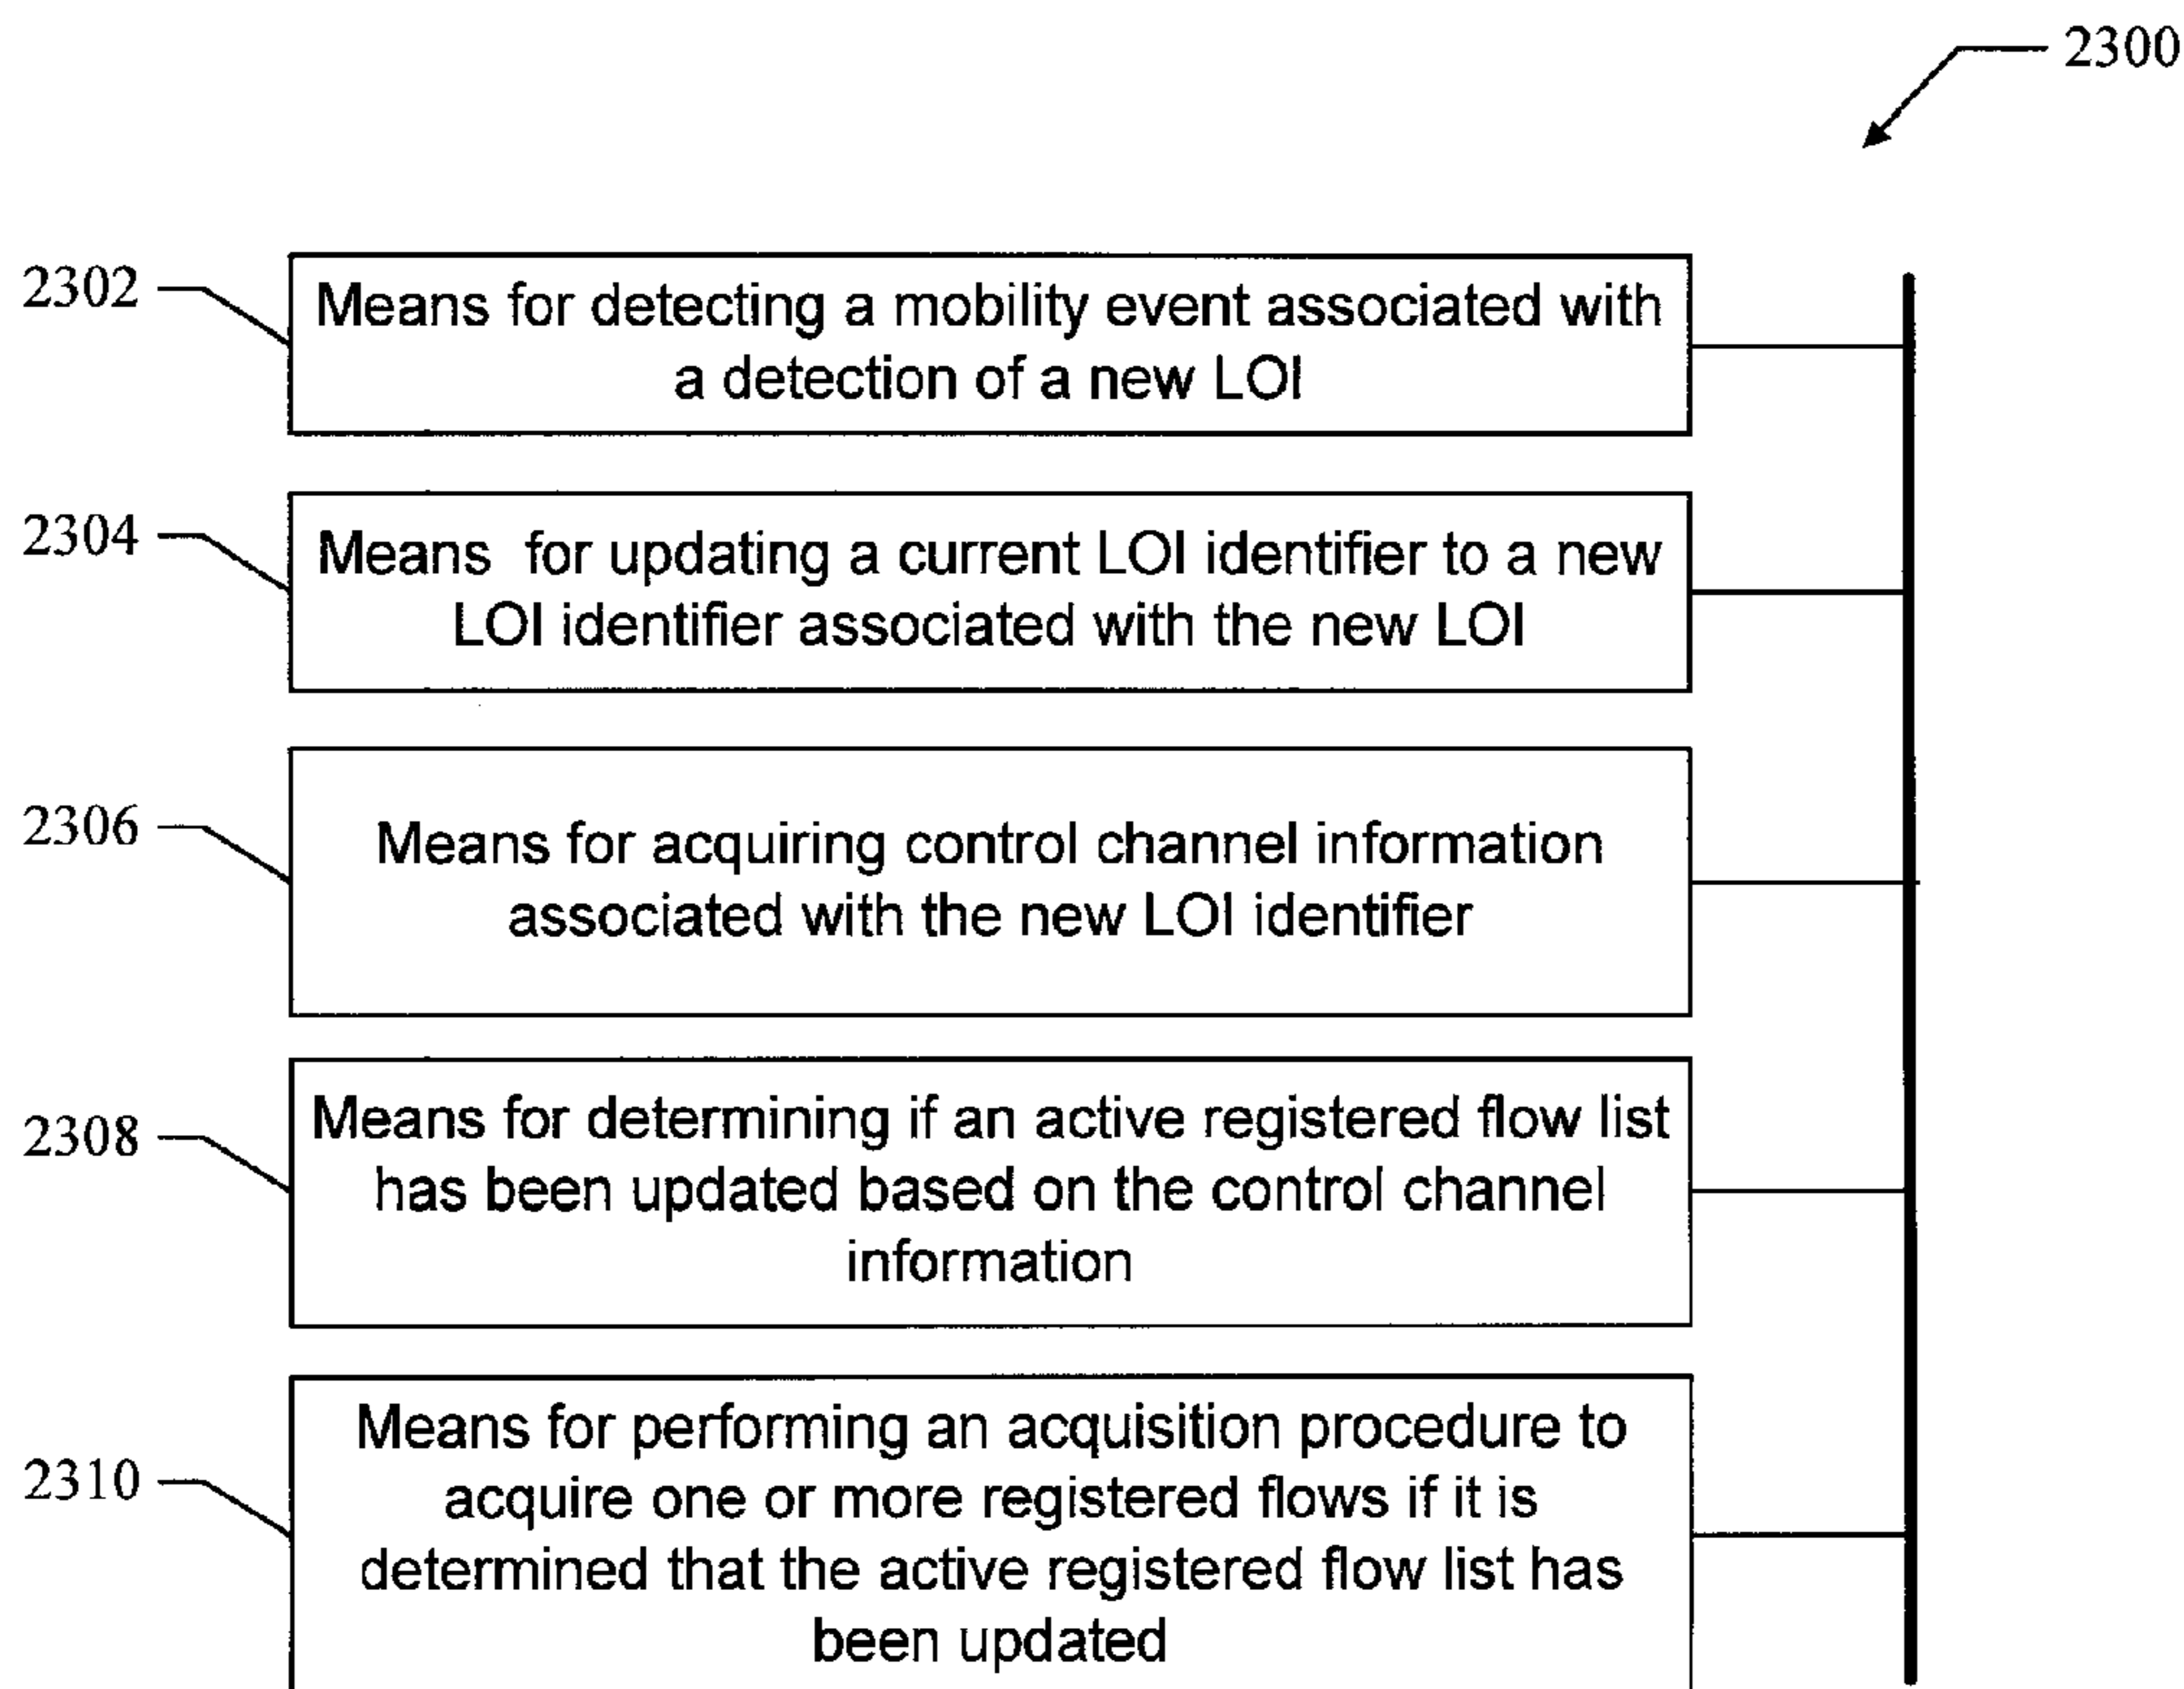 2300
2302
Means for detecting a mobility event associated with
a detection of a new LOI
2304
Means for updating a current LOI identifier to a new
LOI identifier associated with the new LOI
2306
Means for acquiring control channel information
associated with the new LOI identifier
2308
Means for determining if an active registered flow list
has been updated based on the control channel
information
2310
Means for performing an acquisition procedure to
acquire one or more registered flows if it is
determined that the active registered flow list has
been updated